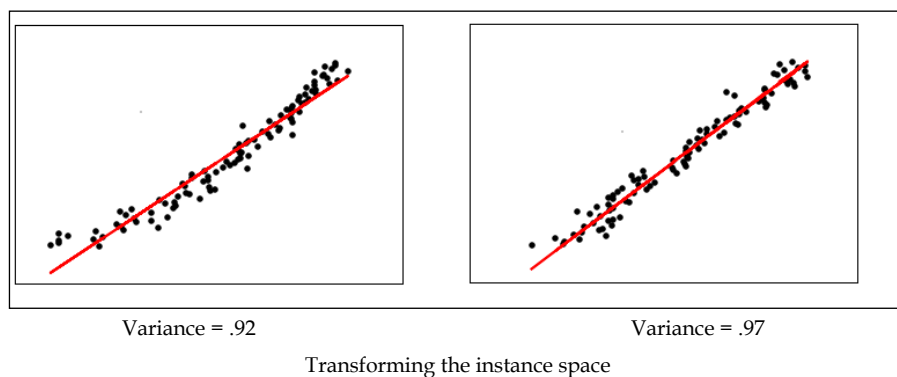 Variance = .92
Variance = .97
Transforming the instance space